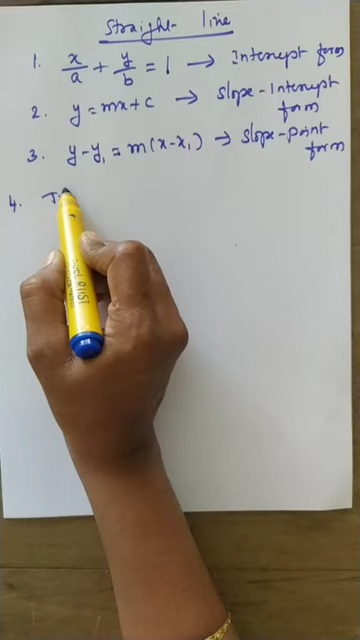 Straight line
1. x/a + y/b = 1 → Intercept form
2. y = mx + c → Slope-Intercept form
3. y - y₁ = m(x - x₁) → Slope-point form
4.